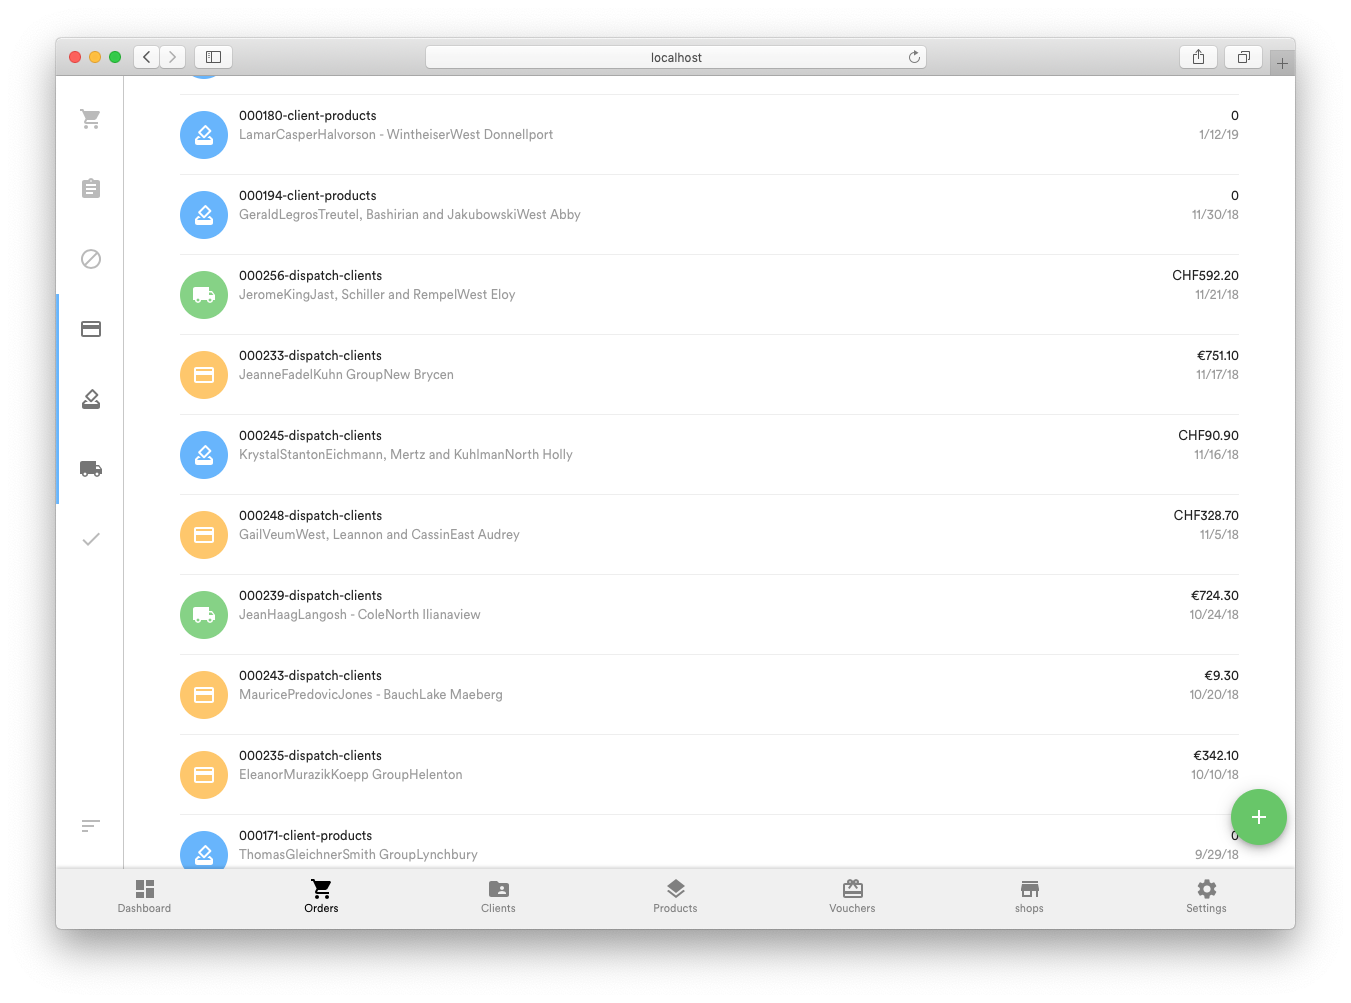 localhost
000180-client-products
0
LamarCasperHalvorson - WintheiserWest Donnellport
1/12/19
000194-client-products
0
GeraldLegrosTreutel, Bashirian and JakubowskiWest Abby
11/30/18
000256-dispatch-clients
CHF592.20
JeromeKingJast, Schiller and RempelWest Eloy
11/21/18
000233-dispatch-clients
€751.10
JeanneFadelKuhn GroupNew Brycen
11/17/18
000245-dispatch-clients
CHF90.90
KrystalStantonEichmann, Mertz and KuhlmanNorth Holly
11/16/18
000248-dispatch-clients
CHF328.70
GailVeumWest, Leannon and CassinEast Audrey
11/5/18
000239-dispatch-clients
€724.30
JeanHaagLangosh - ColeNorth Ilianaview
10/24/18
000243-dispatch-clients
€9.30
MauricePredovicJones - BauchLake Maeberg
10/20/18
000235-dispatch-clients
€342.10
EleanorMurazikKoepp GroupHelenton
10/10/18
000171-client-products
0
ThomasGleichnerSmith GroupLynchbury
9/29/18
Dashboard
Orders
Clients
Products
Vouchers
shops
Settings